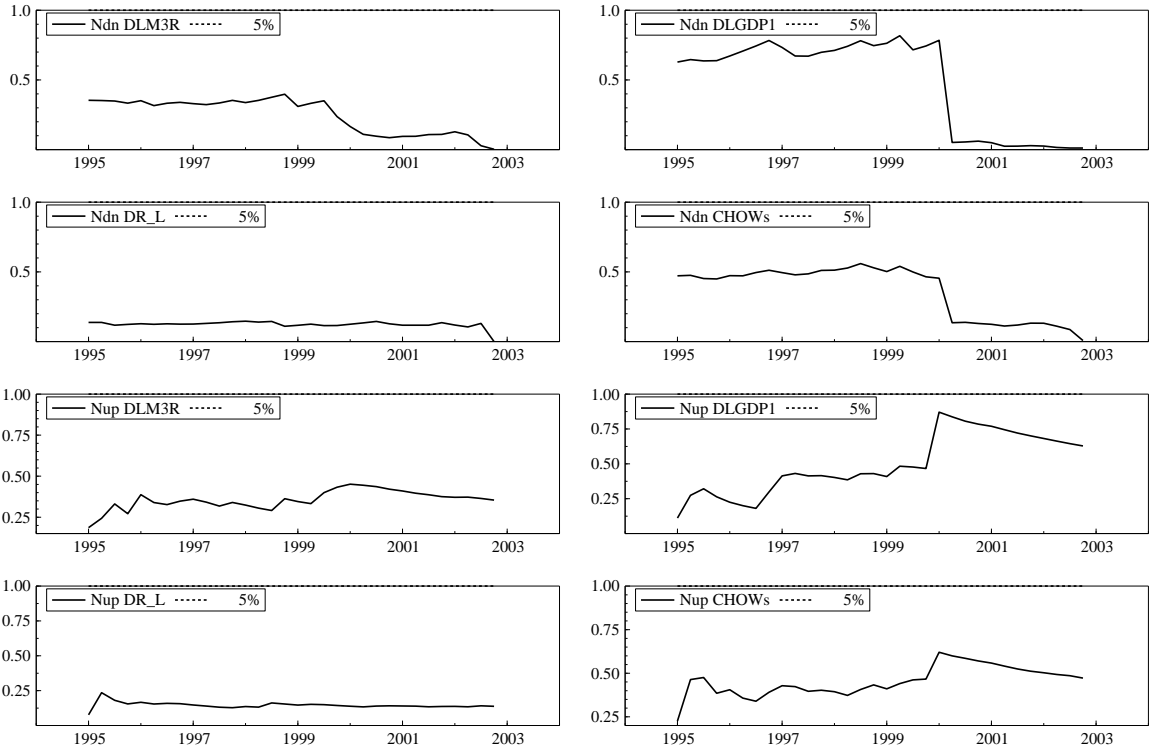 1.0 Ndn DLM3R 5%
0.5
1995 1997 1999 2001 2003
1.0 Ndn DLGDP1 5%
0.5
1995 1997 1999 2001 2003
1.0 Ndn DR_L 5%
0.5
1995 1997 1999 2001 2003
1.0 Ndn CHOWs 5%
0.5
1995 1997 1999 2001 2003
1.00 Nup DLM3R 5%
0.75
0.50
0.25
1995 1997 1999 2001 2003
1.00 Nup DLGDP1 5%
0.75
0.50
0.25
1995 1997 1999 2001 2003
1.00 Nup DR_L 5%
0.75
0.50
0.25
1995 1997 1999 2001 2003
1.00 Nup CHOWs 5%
0.75
0.50
0.25
1995 1997 1999 2001 2003